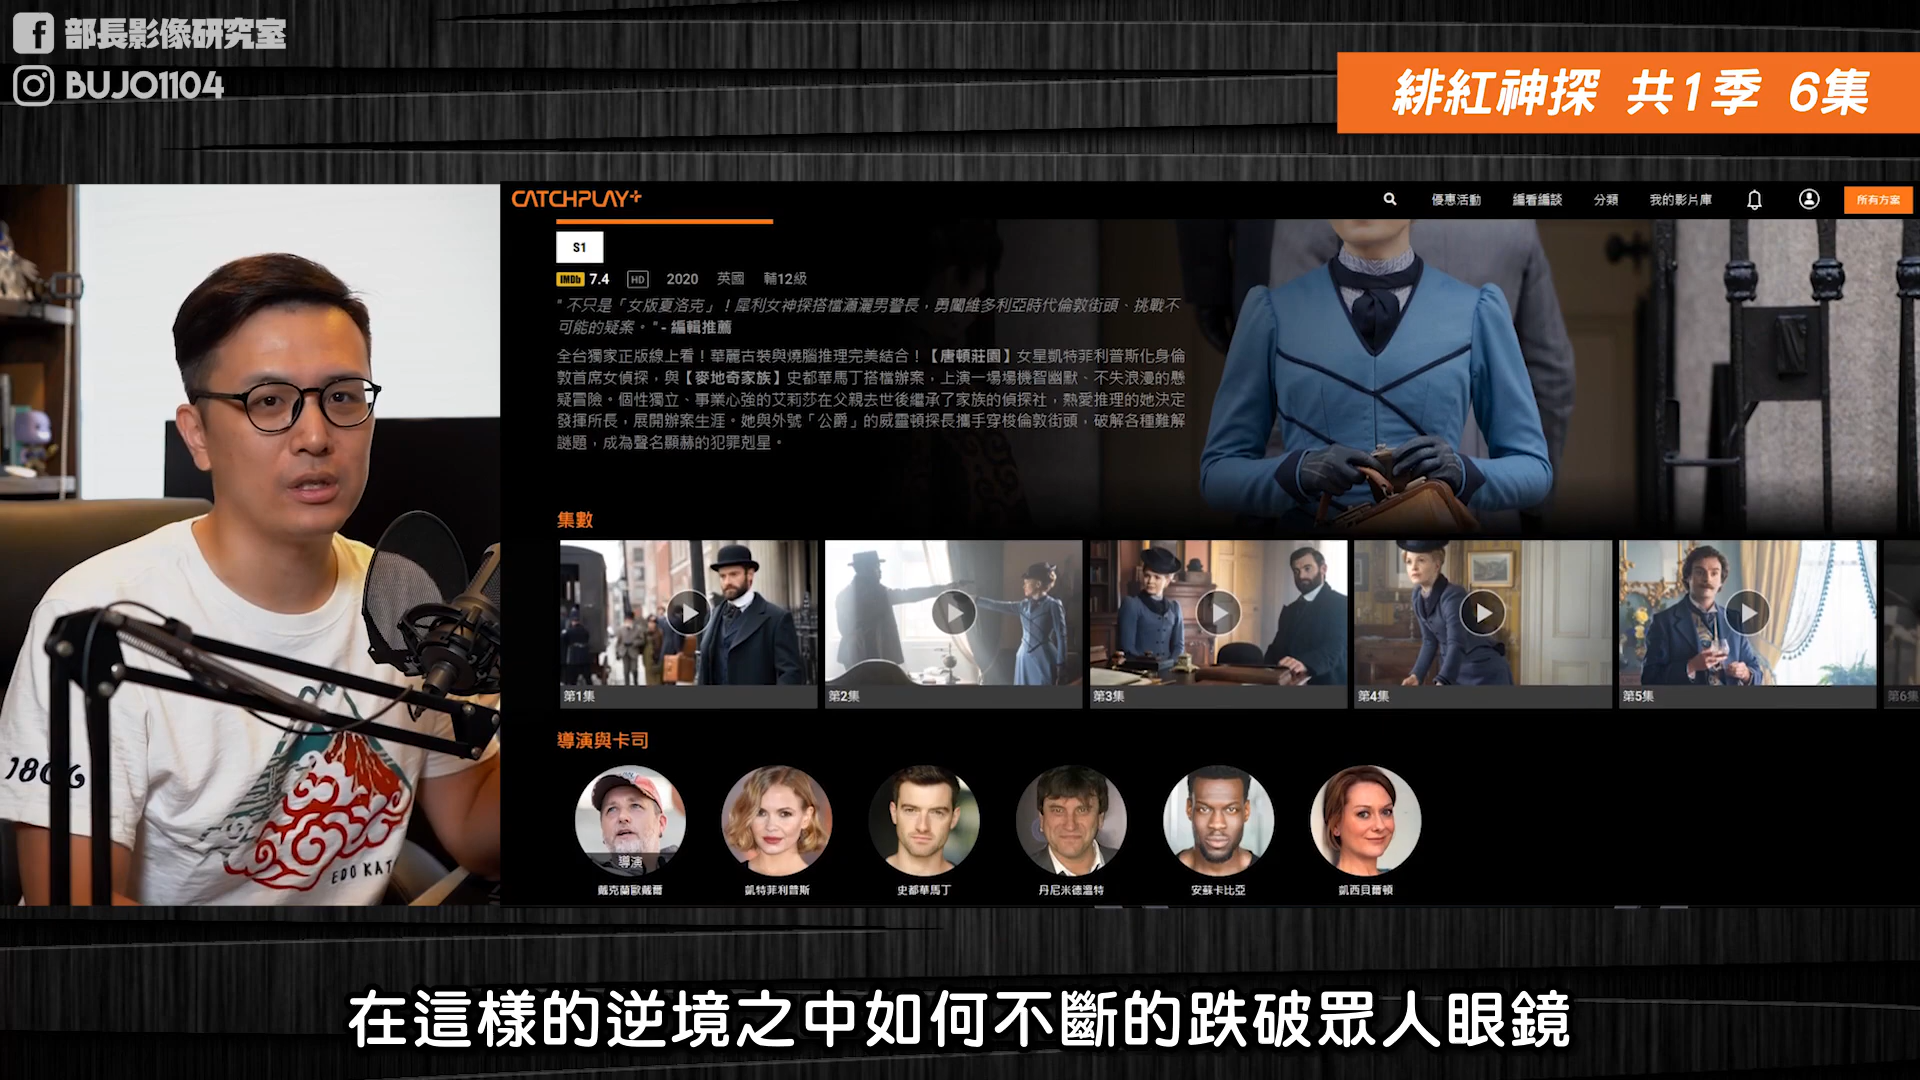 部長影像研究室
BUJO1104
緋紅神探 共1季 6集
CATCHPLAY+
優惠活動
編看編談
分類
我的影片庫
所有方案
S1
IMDb 7.4 HD 2020 英國 輔12級
" 不只是「女版夏洛克」！犀利女神探搭檔瀟灑男警長，勇闖維多利亞時代倫敦街頭、挑戰不
可能的疑案。" - 編輯推薦
全台獨家正版線上看！華麗古裝與燒腦推理完美結合！【唐頓莊園】女星凱特菲利普斯化身倫
敦首席女偵探，與【麥地奇家族】史都華馬丁搭檔辦案，上演一場場機智幽默、不失浪漫的懸
疑冒險。個性獨立、事業心強的艾莉莎在父親去世後繼承了家族的偵探社，熱愛推理的她決定
發揮所長，展開辦案生涯。她與外號「公爵」的威靈頓探長攜手穿梭倫敦街頭，破解各種難解
謎題，成為聲名顯赫的犯罪剋星。
集數
第1集
第2集
第3集
第4集
第5集
第6集
導演與卡司
導演
戴克蘭歐戴爾
凱特菲利普斯
史都華馬丁
丹尼米德溫特
安蘇卡比亞
凱西貝爾頓
1806
EDO KAT
在這樣的逆境之中如何不斷的跌破眾人眼鏡